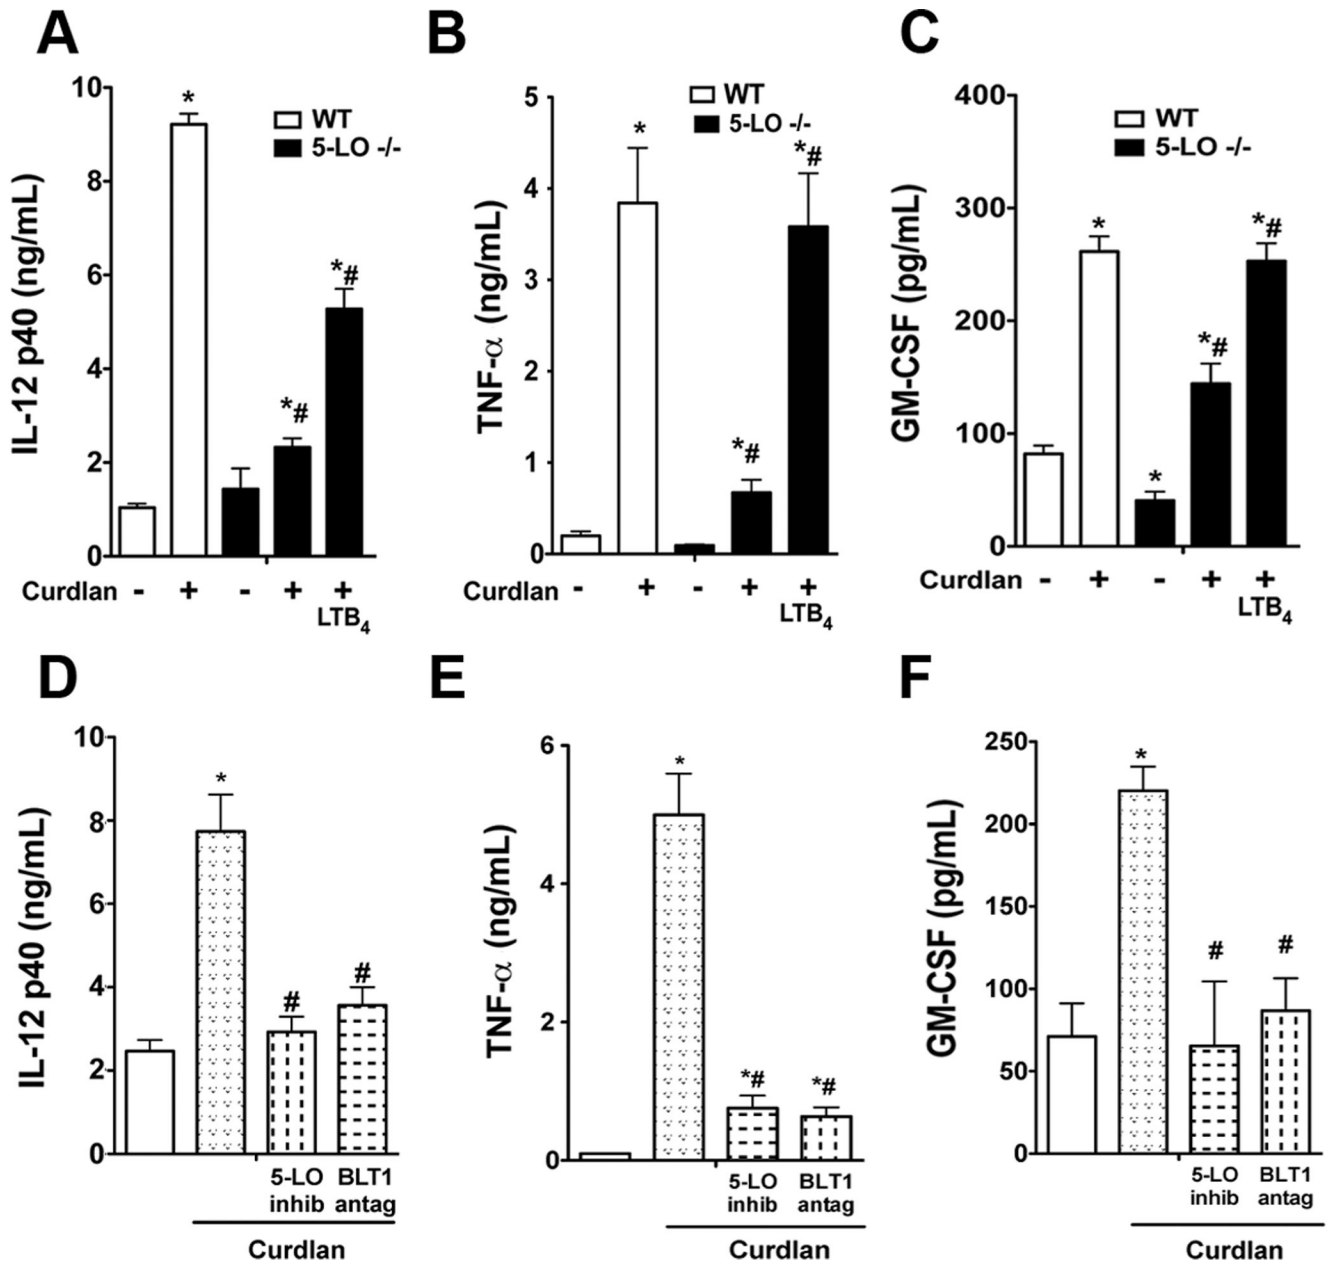 A
IL-12 p40 (ng/mL)
10
8
6
4
2
0
WT
5-LO -/-
*
*#
*#
Curdlan - + - + +
LTB4
B
TNF-α (ng/mL)
5
4
3
2
1
0
WT
5-LO -/-
*
*#
*#
Curdlan - + - + +
LTB4
C
GM-CSF (pg/mL)
400
300
200
100
0
WT
5-LO -/-
*
*
*#
*#
Curdlan - + - + +
LTB4
D
IL-12 p40 (ng/mL)
10
8
6
4
2
0
*
#
#
5-LO
inhib
BLT1
antag
Curdlan
E
TNF-α (ng/mL)
6
4
2
0
*
*#
*#
5-LO
inhib
BLT1
antag
Curdlan
F
GM-CSF (pg/mL)
250
200
150
100
50
0
*
#
#
5-LO
inhib
BLT1
antag
Curdlan